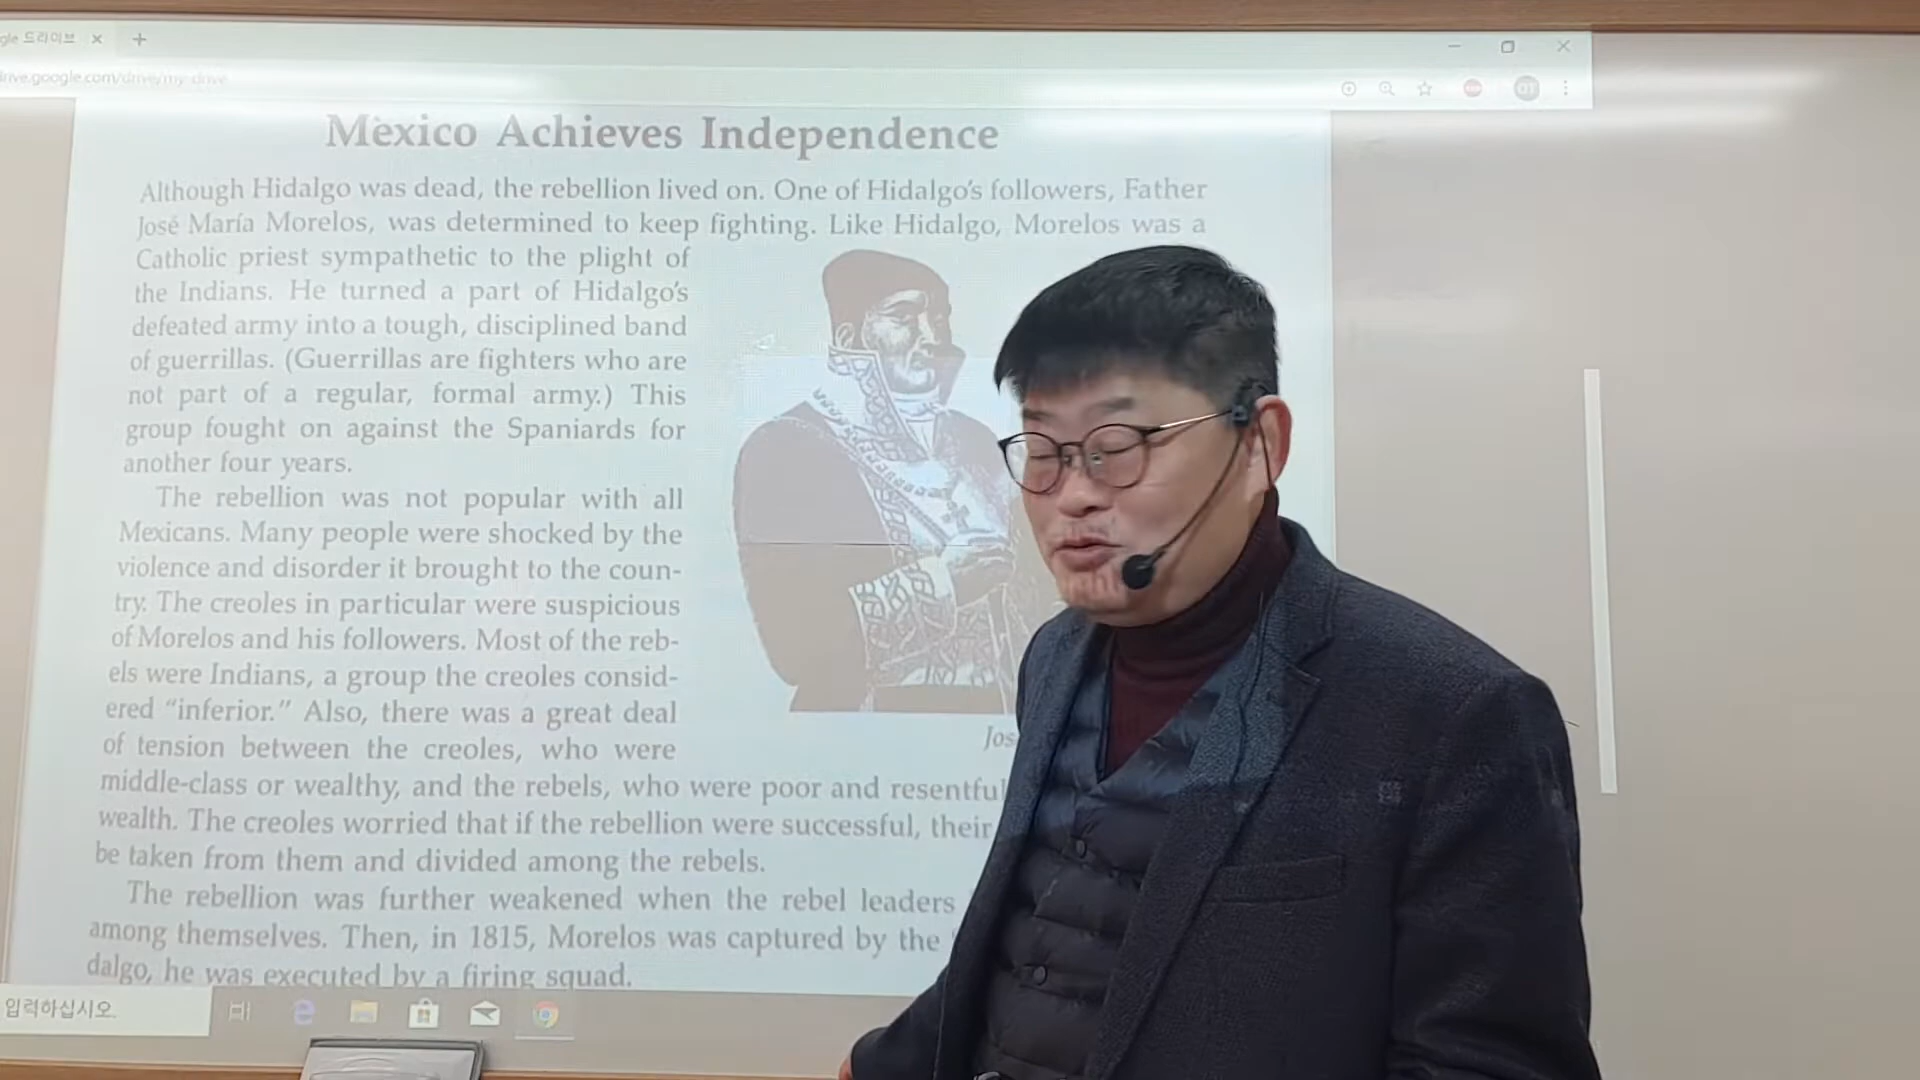 gle 드라이브
drive.google.com/drive/my-drive
Mexico Achieves Independence
Although Hidalgo was dead, the rebellion lived on. One of Hidalgo's followers, Father
José María Morelos, was determined to keep fighting. Like Hidalgo, Morelos was a
Catholic priest sympathetic to the plight of
the Indians. He turned a part of Hidalgo's
defeated army into a tough, disciplined band
of guerrillas. (Guerrillas are fighters who are
not part of a regular, formal army.) This
group fought on against the Spaniards for
another four years.
The rebellion was not popular with all
Mexicans. Many people were shocked by the
violence and disorder it brought to the coun-
try. The creoles in particular were suspicious
of Morelos and his followers. Most of the reb-
els were Indians, a group the creoles consid-
ered “inferior.” Also, there was a great deal
of tension between the creoles, who were
middle-class or wealthy, and the rebels, who were poor and resentful
wealth. The creoles worried that if the rebellion were successful, their
be taken from them and divided among the rebels.
The rebellion was further weakened when the rebel leaders
among themselves. Then, in 1815, Morelos was captured by the
dalgo, he was executed by a firing squad.
Jos
입력하십시오.